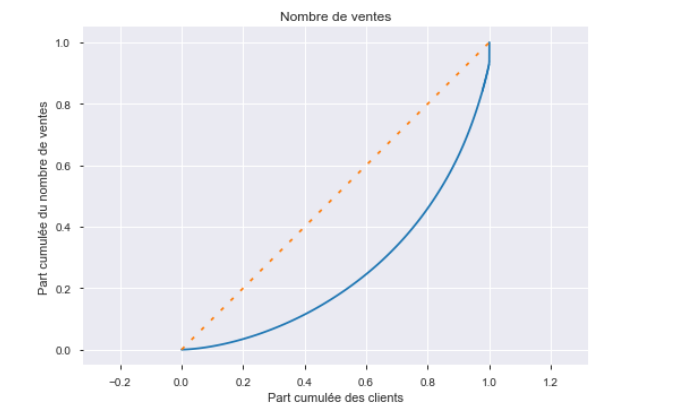 Nombre de ventes
Part cumulée du nombre de ventes
1.0
0.8
0.6
0.4
0.2
0.0
−0.2 0.0 0.2 0.4 0.6 0.8 1.0 1.2
Part cumulée des clients